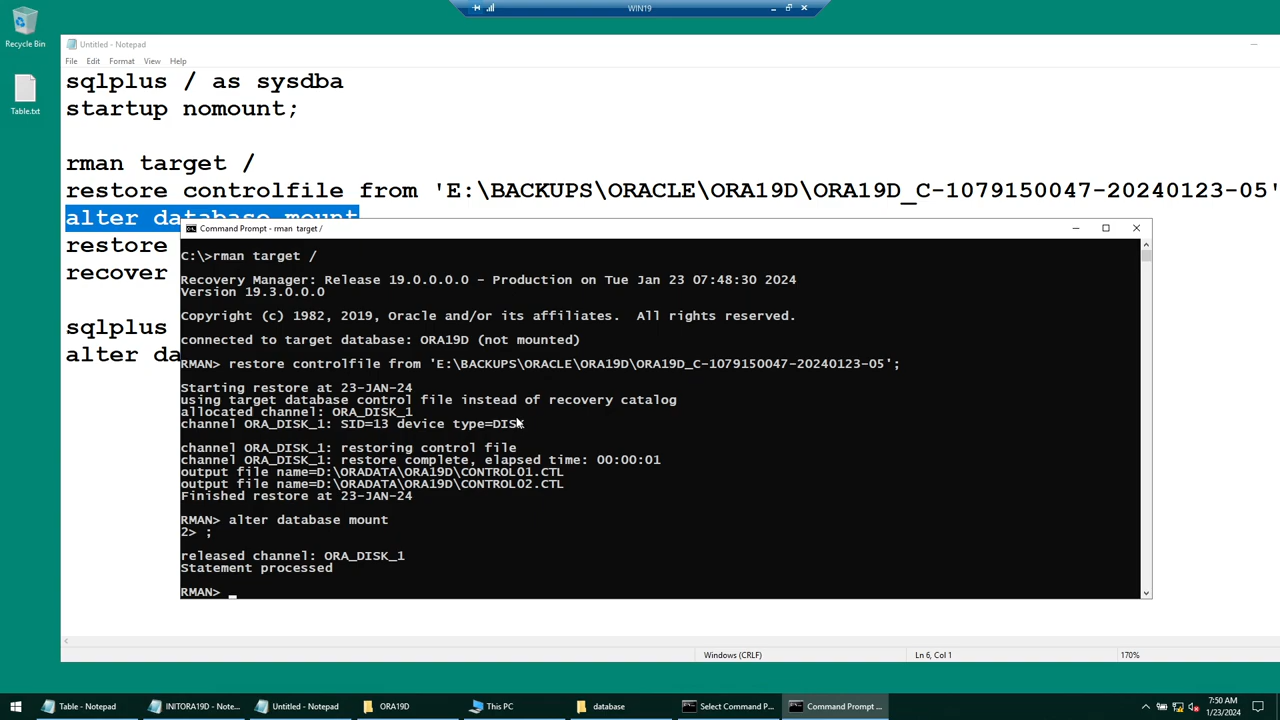 WIN19
Recycle Bin
Table.txt
Untitled - Notepad
File Edit Format View Help
sqlplus / as sysdba
startup nomount;
rman target /
restore controlfile from 'E:\BACKUPS\ORACLE\ORA19D\ORA19D_C-1079150047-20240123-05'
alter database mount
restore
recover
sqlplus
alter da
Command Prompt - rman target /
C:\>rman target /
Recovery Manager: Release 19.0.0.0.0 - Production on Tue Jan 23 07:48:30 2024
Version 19.3.0.0.0
Copyright (c) 1982, 2019, Oracle and/or its affiliates.  All rights reserved.
connected to target database: ORA19D (not mounted)
RMAN> restore controlfile from 'E:\BACKUPS\ORACLE\ORA19D\ORA19D_C-1079150047-20240123-05';
Starting restore at 23-JAN-24
using target database control file instead of recovery catalog
allocated channel: ORA_DISK_1
channel ORA_DISK_1: SID=13 device type=DISK
channel ORA_DISK_1: restoring control file
channel ORA_DISK_1: restore complete, elapsed time: 00:00:01
output file name=D:\ORADATA\ORA19D\CONTROL01.CTL
output file name=D:\ORADATA\ORA19D\CONTROL02.CTL
Finished restore at 23-JAN-24
RMAN> alter database mount
2> ;
released channel: ORA_DISK_1
Statement processed
RMAN>
Windows (CRLF) Ln 6, Col 1 170%
Table - Notepad INITORA19D - Note... Untitled - Notepad ORA19D This PC database Select Command P... Command Prompt ... 7:50 AM
1/23/2024